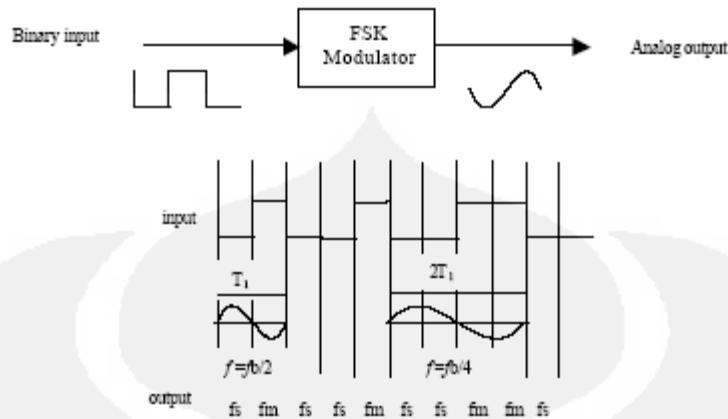 Binary input
FSK
Modulator
Analog output
input
T₁
2T₁
f=fb/2
f=fb/4
output
fs fm fs fs fm fs fs fm fm fs